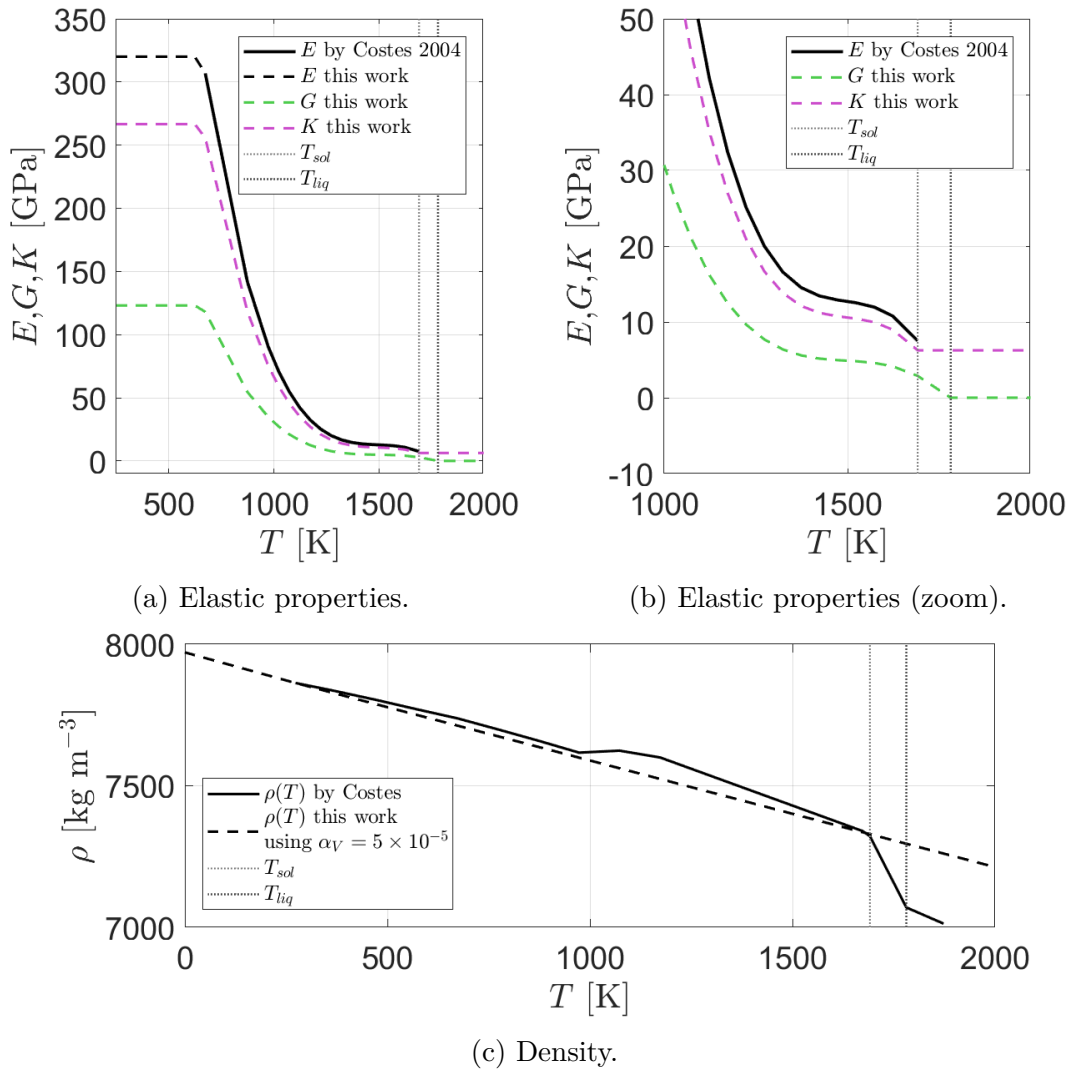 350
300
250
200
150
100
50
0
E,G,K [GPa]
E by Costes 2004
E this work
G this work
K this work
T_sol
T_liq
500 1000 1500 2000
T [K]
(a) Elastic properties.
50
40
30
20
10
0
-10
E,G,K [GPa]
E by Costes 2004
G this work
K this work
T_sol
T_liq
1000 1500 2000
T [K]
(b) Elastic properties (zoom).
8000
7500
7000
ρ [kg m⁻³]
ρ(T) by Costes
ρ(T) this work
using α_V = 5 × 10⁻⁵
T_sol
T_liq
0 500 1000 1500 2000
T [K]
(c) Density.